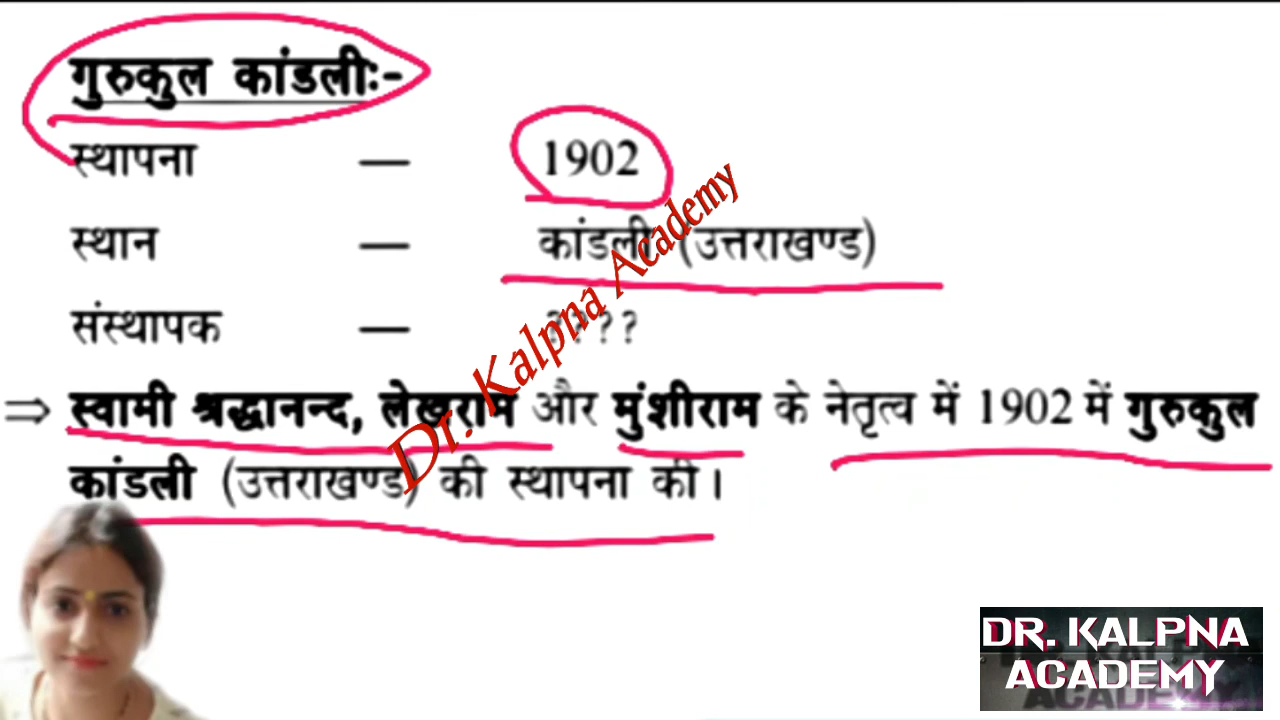 गुरुकुल कांडलीः-
स्थापना — 1902
स्थान — कांडली (उत्तराखण्ड)
संस्थापक — ????
⇒ स्वामी श्रद्धानन्द, लेखराम और मुंशीराम के नेतृत्व में 1902 में गुरुकुल
कांडली (उत्तराखण्ड) की स्थापना की।
Dr. Kalpna Academy
DR. KALPNA
ACADEMY